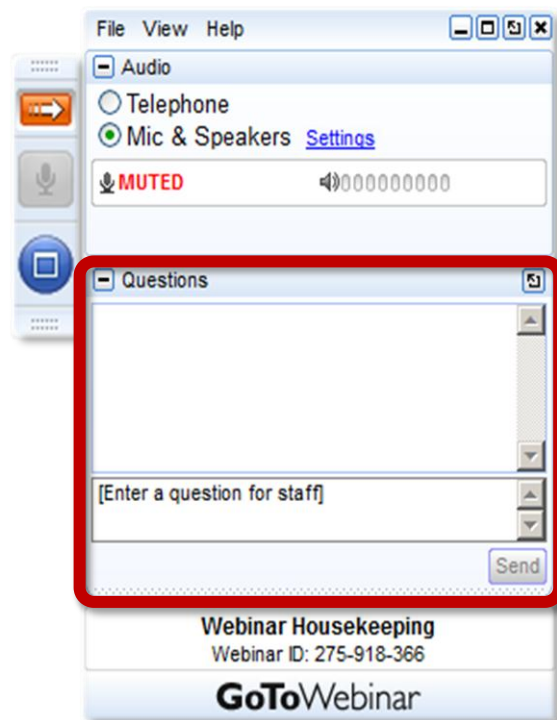 File View Help
Audio
Telephone
Mic & Speakers Settings
MUTED 000000000
Questions
[Enter a question for staff]
Send
Webinar Housekeeping
Webinar ID: 275-918-366
GoToWebinar